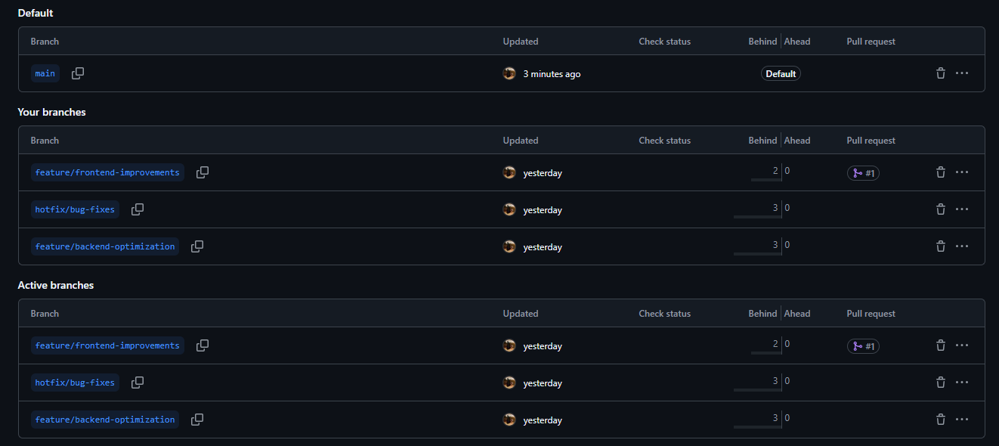 Default
Branch Updated Check status Behind Ahead Pull request
main 3 minutes ago Default
Your branches
Branch Updated Check status Behind Ahead Pull request
feature/frontend-improvements yesterday 2 0 #1
hotfix/bug-fixes yesterday 3 0
feature/backend-optimization yesterday 3 0
Active branches
Branch Updated Check status Behind Ahead Pull request
feature/frontend-improvements yesterday 2 0 #1
hotfix/bug-fixes yesterday 3 0
feature/backend-optimization yesterday 3 0